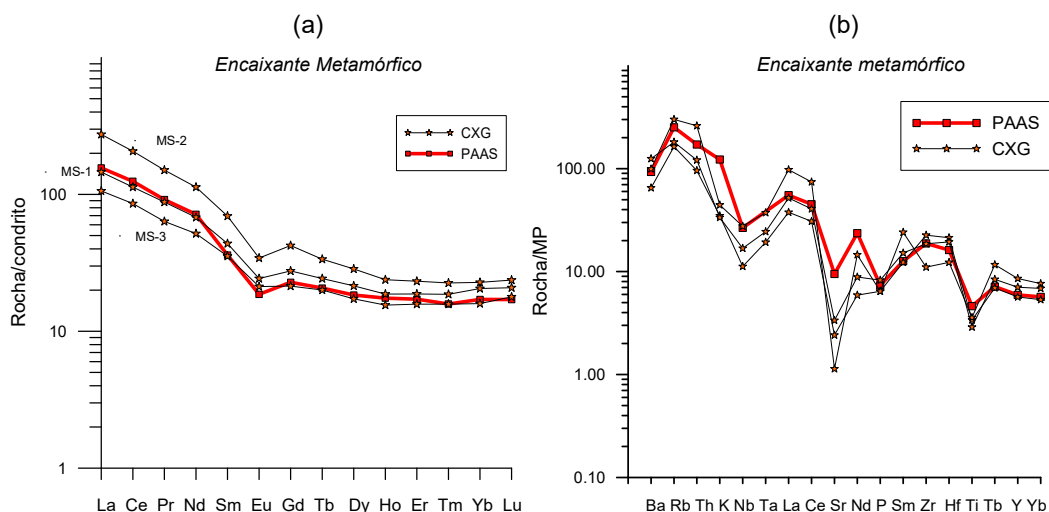 (a)
Encaixante Metamórfico
MS-2
MS-1
MS-3
CXG
PAAS
Rocha/condrito
100
10
1
La Ce Pr Nd Sm Eu Gd Tb Dy Ho Er Tm Yb Lu
(b)
Encaixante metamórfico
PAAS
CXG
Rocha/MP
100.00
10.00
1.00
0.10
Ba Rb Th K Nb Ta La Ce Sr Nd P Sm Zr Hf Ti Tb Y Yb